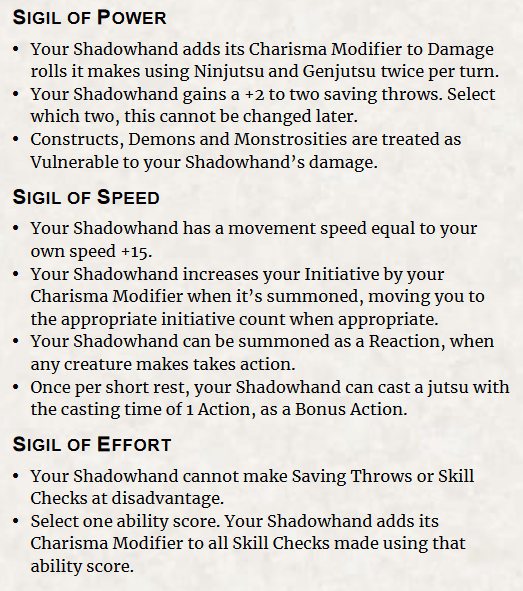 SIGIL OF POWER
• Your Shadowhand adds its Charisma Modifier to Damage
rolls it makes using Ninjutsu and Genjutsu twice per turn.
• Your Shadowhand gains a +2 to two saving throws. Select
which two, this cannot be changed later.
• Constructs, Demons and Monstrosities are treated as
Vulnerable to your Shadowhand’s damage.
SIGIL OF SPEED
• Your Shadowhand has a movement speed equal to your
own speed +15.
• Your Shadowhand increases your Initiative by your
Charisma Modifier when it’s summoned, moving you to
the appropriate initiative count when appropriate.
• Your Shadowhand can be summoned as a Reaction, when
any creature makes takes action.
• Once per short rest, your Shadowhand can cast a jutsu with
the casting time of 1 Action, as a Bonus Action.
SIGIL OF EFFORT
• Your Shadowhand cannot make Saving Throws or Skill
Checks at disadvantage.
• Select one ability score. Your Shadowhand adds its
Charisma Modifier to all Skill Checks made using that
ability score.